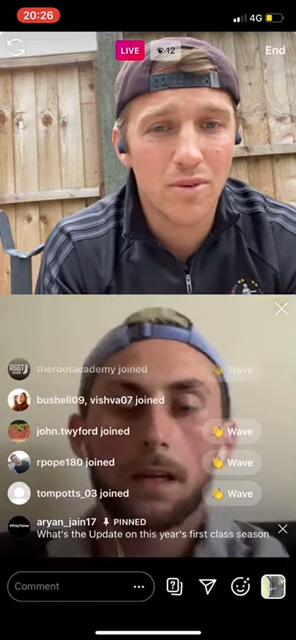 20:26
4G
LIVE
12
End
therootacademy joined
Wave
bushell09, vishva07 joined
john.twyford joined
Wave
rpope180 joined
Wave
tompotts_03 joined
Wave
aryan_jain17 PINNED
What's the Update on this year's first class season
Comment